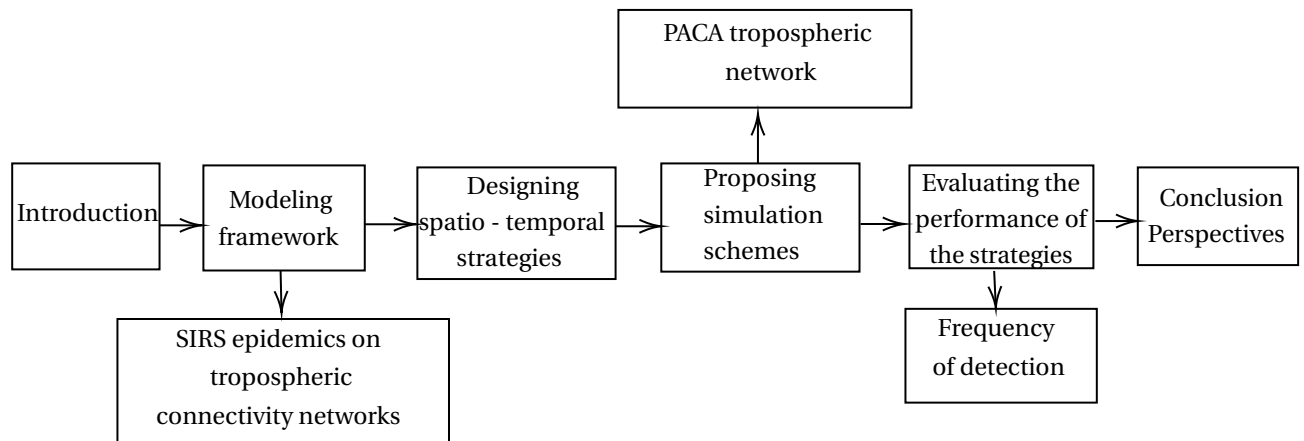 PACA tropospheric
network
Introduction
Modeling
framework
Designing
spatio - temporal
strategies
Proposing
simulation
schemes
Evaluating the
performance of
the strategies
Conclusion
Perspectives
SIRS epidemics on
tropospheric
connectivity networks
Frequency
of detection